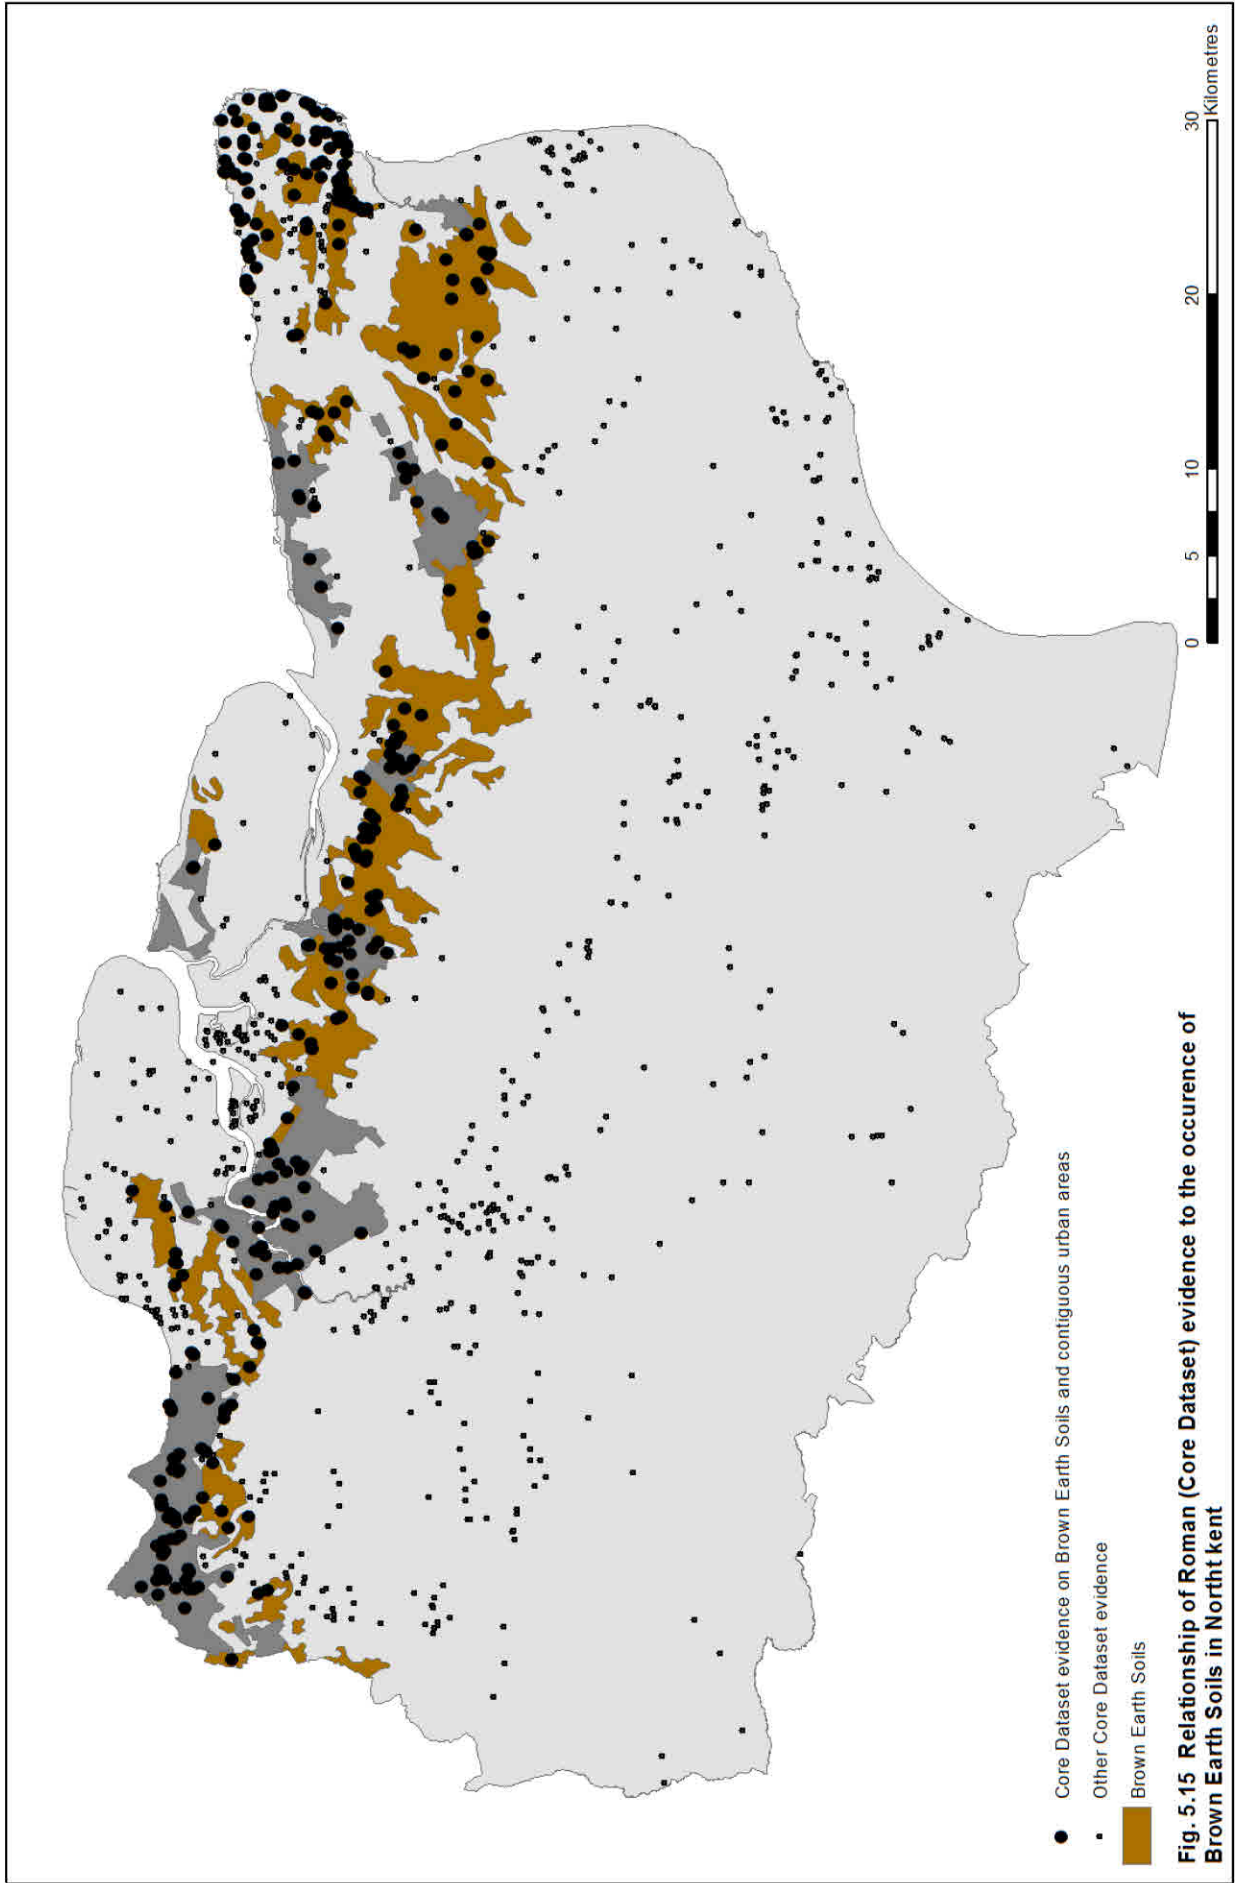 Core Dataset evidence on Brown Earth Soils and contiguous urban areas
Other Core Dataset evidence
Brown Earth Soils
0 5 10 20 30
Kilometres
Fig. 5.15 Relationship of Roman (Core Dataset) evidence to the occurence of
Brown Earth Soils in Northt kent